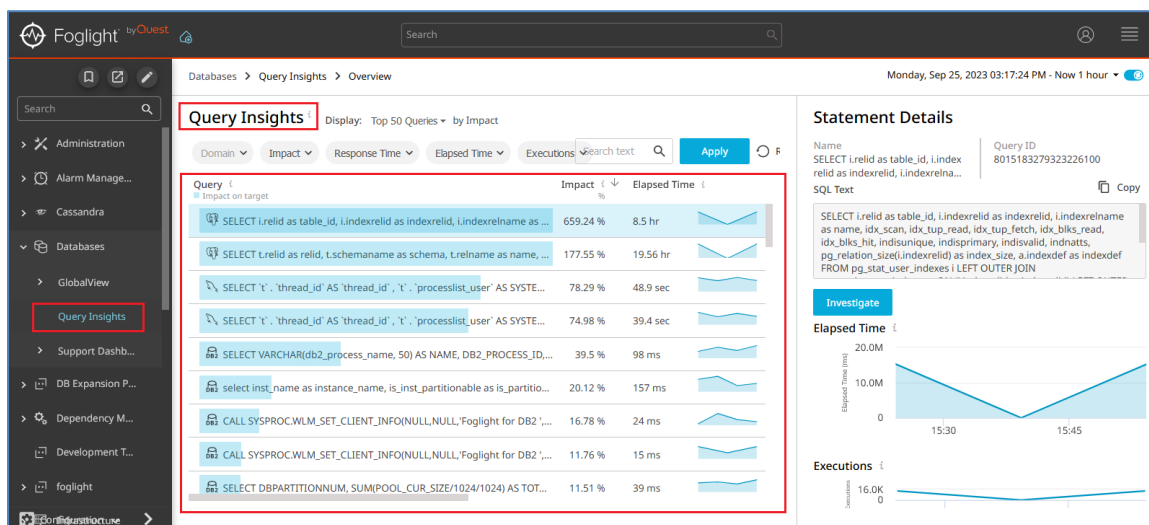 Foglight by Quest
Search
Search
Administration
Alarm Manage...
Cassandra
Databases
GlobalView
Query Insights
Support Dashb...
DB Expansion P...
Dependency M...
Development T...
foglight
Databases > Query Insights > Overview
Monday, Sep 25, 2023 03:17:24 PM - Now 1 hour
Query Insights i Display: Top 50 Queries by Impact
Domain Impact Response Time Elapsed Time Executions Search text Apply R
Query i Impact i Elapsed Time i
Impact on target %
SELECT i.relid as table_id, i.indexrelid as indexrelid, i.indexrelname as ... 659.24 % 8.5 hr
SELECT t.relid as relid, t.schemaname as schema, t.relname as name, ... 177.55 % 19.56 hr
SELECT `t` . `thread_id` AS `thread_id` , `t` . `processlist_user` AS SYSTE... 78.29 % 48.9 sec
SELECT `t` . `thread_id` AS `thread_id` , `t` . `processlist_user` AS SYSTE... 74.98 % 39.4 sec
DB2 SELECT VARCHAR(db2_process_name, 50) AS NAME, DB2_PROCESS_ID,... 39.5 % 98 ms
DB2 select inst_name as instance_name, is_inst_partitionable as is_partitio... 20.12 % 157 ms
DB2 CALL SYSPROC.WLM_SET_CLIENT_INFO(NULL,NULL,'Foglight for DB2 ',... 16.78 % 24 ms
DB2 CALL SYSPROC.WLM_SET_CLIENT_INFO(NULL,NULL,'Foglight for DB2 ',... 11.76 % 15 ms
DB2 SELECT DBPARTITIONNUM, SUM(POOL_CUR_SIZE/1024/1024) AS TOT... 11.51 % 39 ms
Statement Details
Name Query ID
SELECT i.relid as table_id, i.index 8015183279323226100
relid as indexrelid, i.indexrelna...
SQL Text Copy
SELECT i.relid as table_id, i.indexrelid as indexrelid, i.indexrelname
as name, idx_scan, idx_tup_read, idx_tup_fetch, idx_blks_read,
idx_blks_hit, indisunique, indisprimary, indisvalid, indnatts,
pg_relation_size(i.indexrelid) as index_size, a.indexdef as indexdef
FROM pg_stat_user_indexes i LEFT OUTER JOIN
Investigate
Elapsed Time i
Elapsed Time (ms)
20.0M
10.0M
0
15:30 15:45
Executions i
Executions
16.0K
0